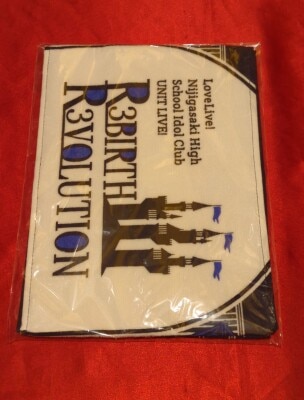 LoveLive!
Nijigasaki High
School Idol Club
UNIT LIVE!
R3BIRTH
R3VOLUTION